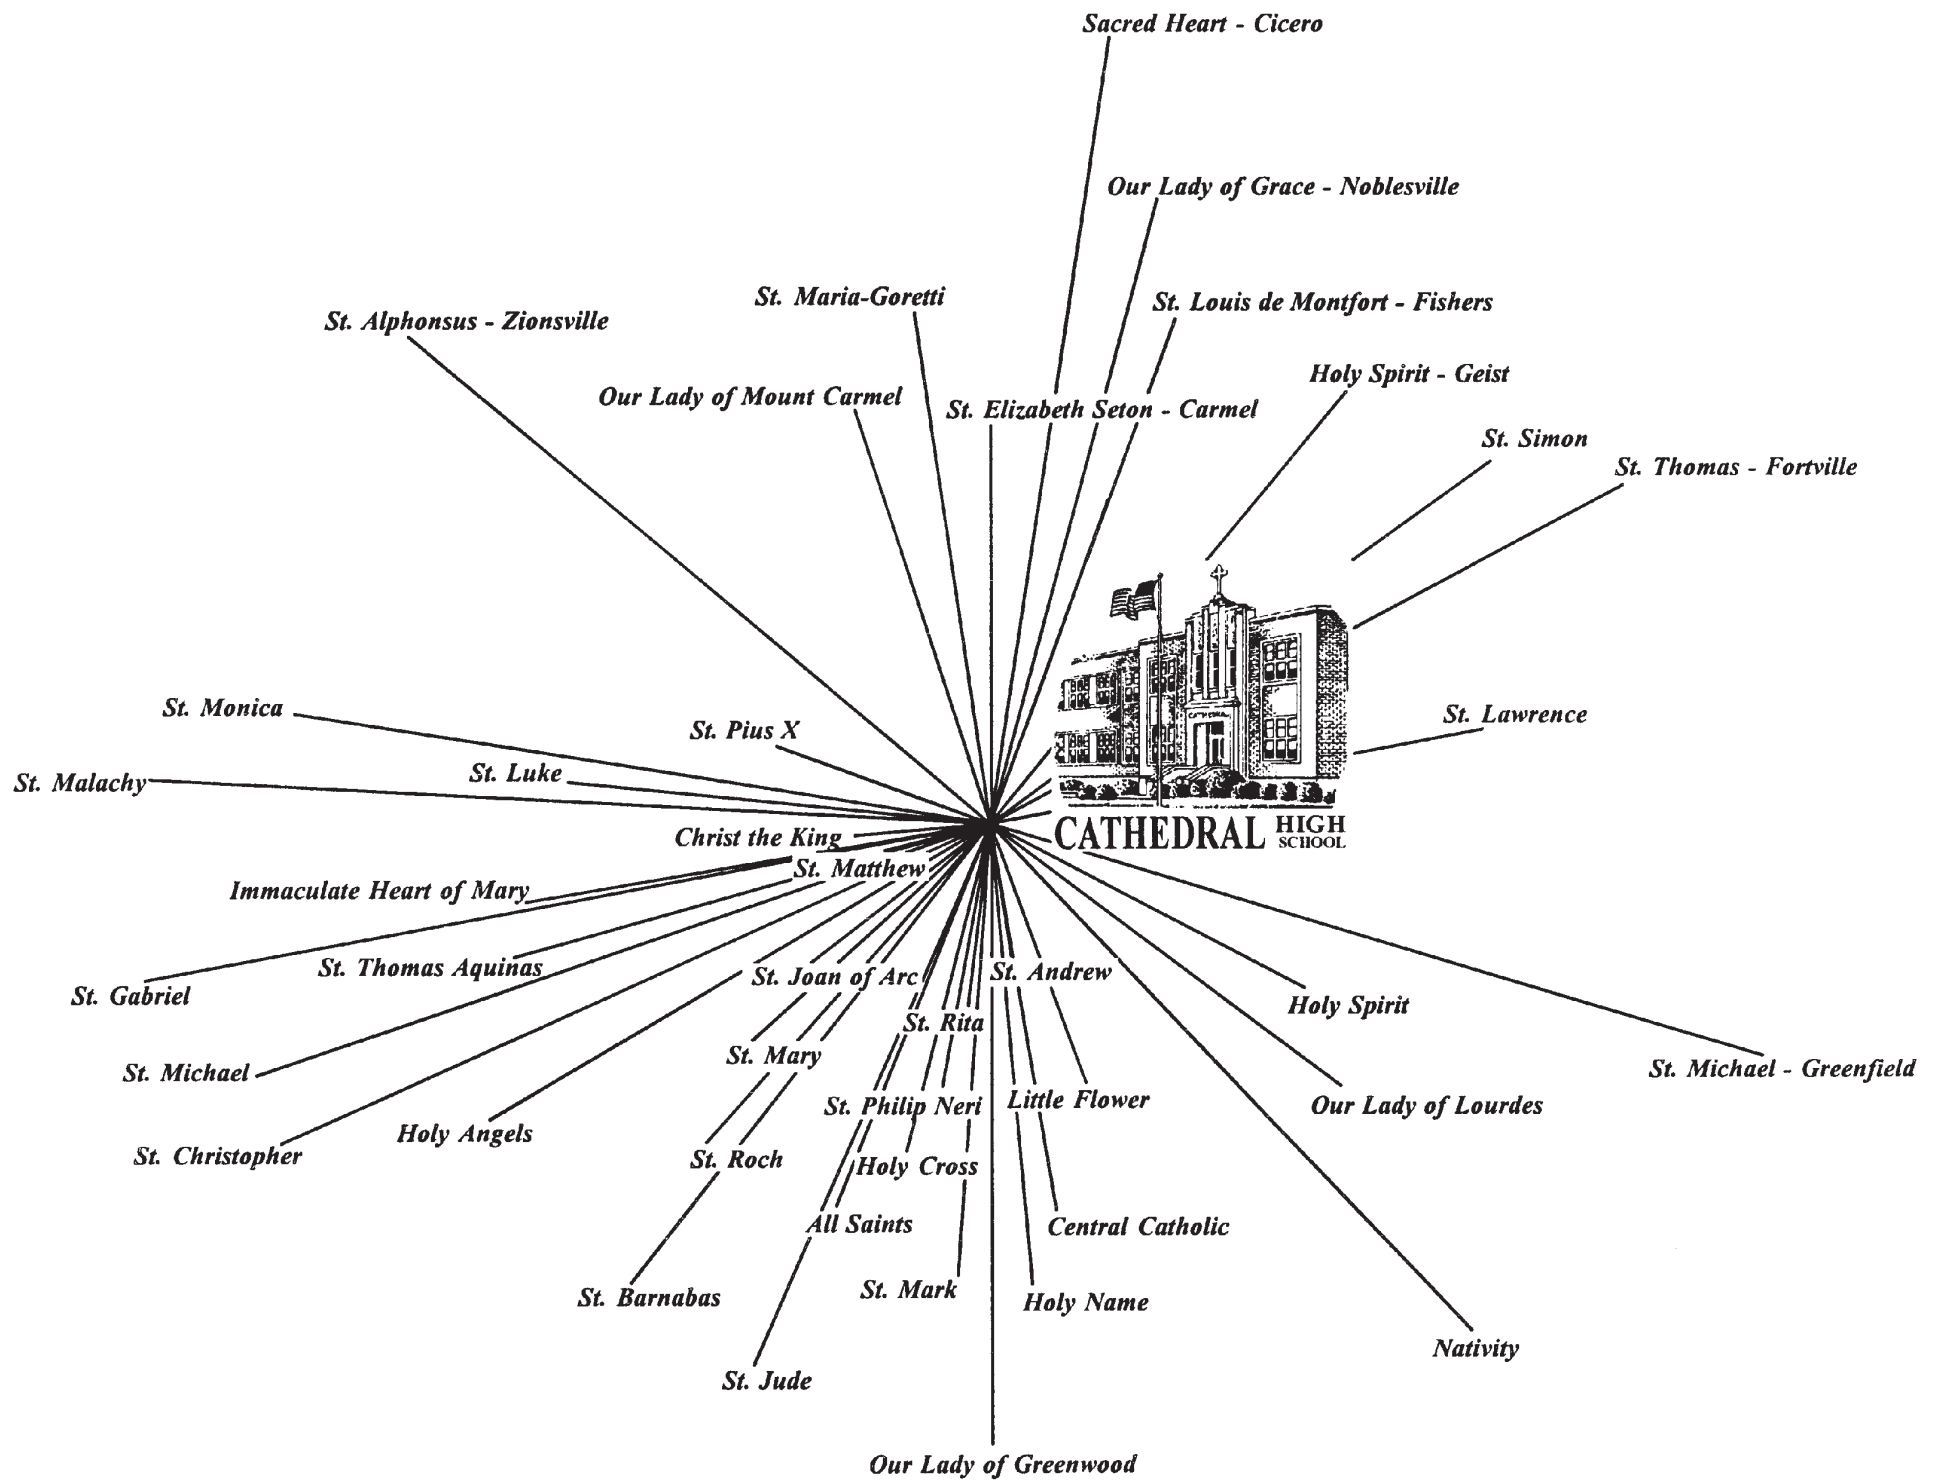 Sacred Heart - Cicero
Our Lady of Grace - Noblesville
St. Maria-Goretti
St. Louis de Montfort - Fishers
St. Alphonsus - Zionsville
Holy Spirit - Geist
Our Lady of Mount Carmel
St. Elizabeth Seton - Carmel
St. Simon
St. Thomas - Fortville
St. Monica
St. Pius X
CATHEDRAL
St. Lawrence
St. Luke
St. Malachy
CATHEDRAL HIGH SCHOOL
Christ the King
St. Matthew
Immaculate Heart of Mary
St. Thomas Aquinas
St. Joan of Arc
St. Andrew
St. Gabriel
Holy Spirit
St. Rita
St. Mary
St. Michael
St. Michael - Greenfield
St. Philip Neri
Little Flower
Our Lady of Lourdes
Holy Angels
St. Christopher
St. Roch
Holy Cross
All Saints
Central Catholic
St. Barnabas
St. Mark
Holy Name
Nativity
St. Jude
Our Lady of Greenwood